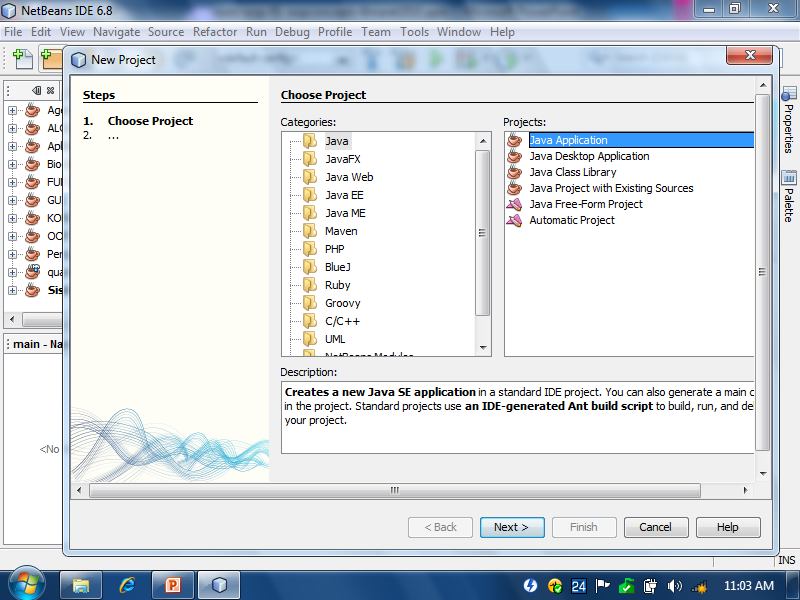 NetBeans IDE 6.8
File Edit View Navigate Source Refactor Run Debug Profile Team Tools Window Help
New Project
Steps
1. Choose Project
2. ...
Choose Project
Categories:
Java
JavaFX
Java Web
Java EE
Java ME
Maven
PHP
BlueJ
Ruby
Groovy
C/C++
UML
NetBeans Modules
Projects:
Java Application
Java Desktop Application
Java Class Library
Java Project with Existing Sources
Java Free-Form Project
Automatic Project
Description:
Creates a new Java SE application in a standard IDE project. You can also generate a main c
in the project. Standard projects use an IDE-generated Ant build script to build, run, and de
your project.
< Back
Next >
Finish
Cancel
Help
Age
ALG
Apl
Bio
FUN
GU
KO
OO
Per
qua
Sis
main - Na
<No
Properties
Palette
INS
24
11:03 AM